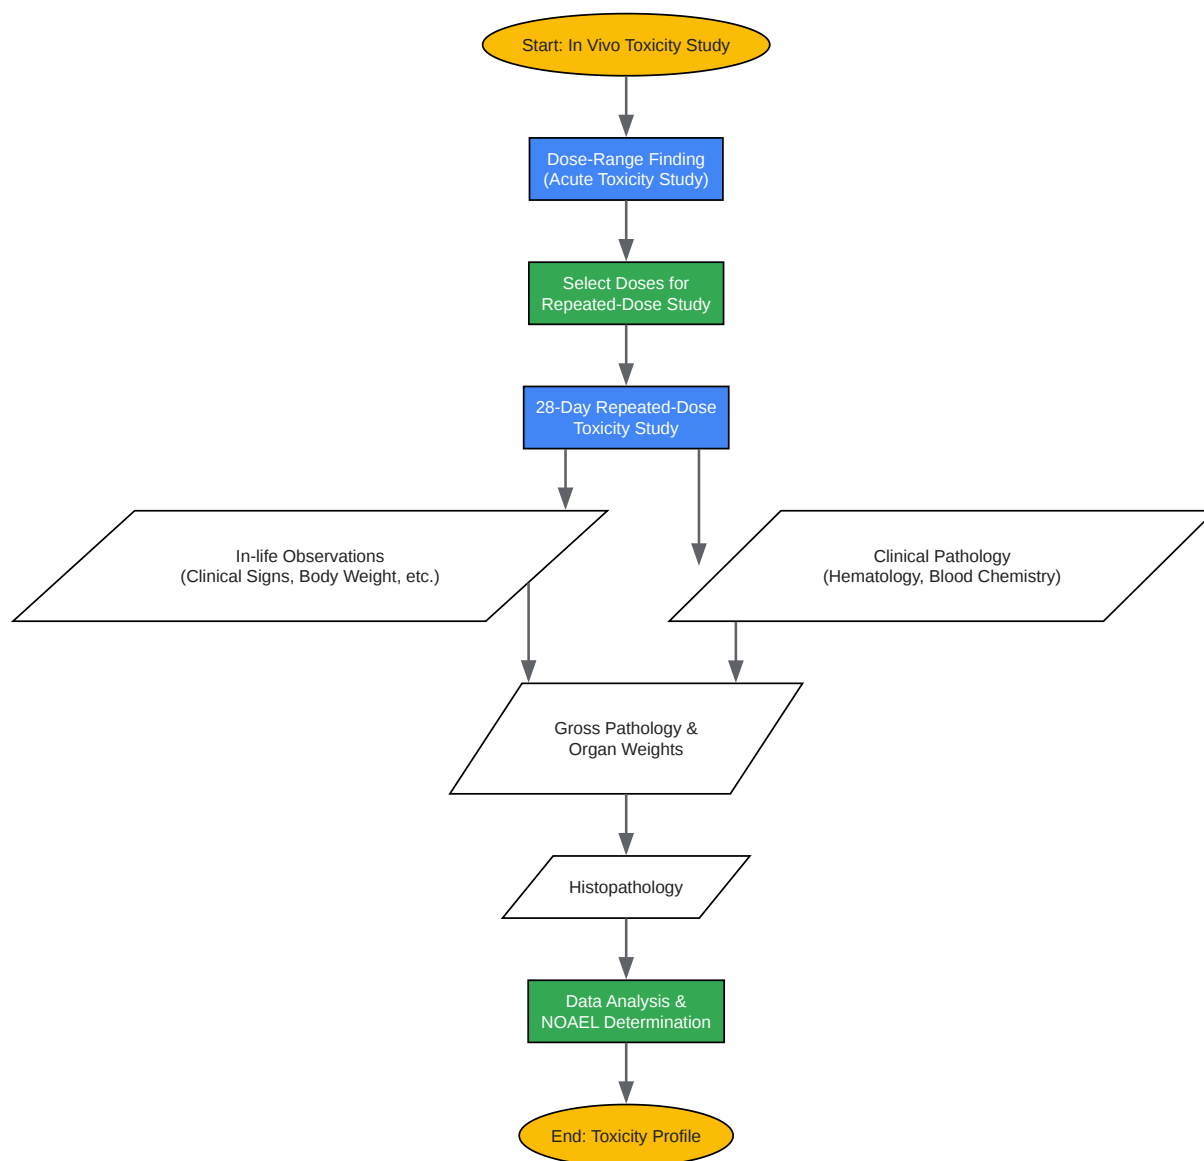 Start: In Vivo Toxicity Study
Dose-Range Finding
(Acute Toxicity Study)
Select Doses for
Repeated-Dose Study
28-Day Repeated-Dose
Toxicity Study
In-life Observations
(Clinical Signs, Body Weight, etc.)
Clinical Pathology
(Hematology, Blood Chemistry)
Gross Pathology &
Organ Weights
Histopathology
Data Analysis &
NOAEL Determination
End: Toxicity Profile